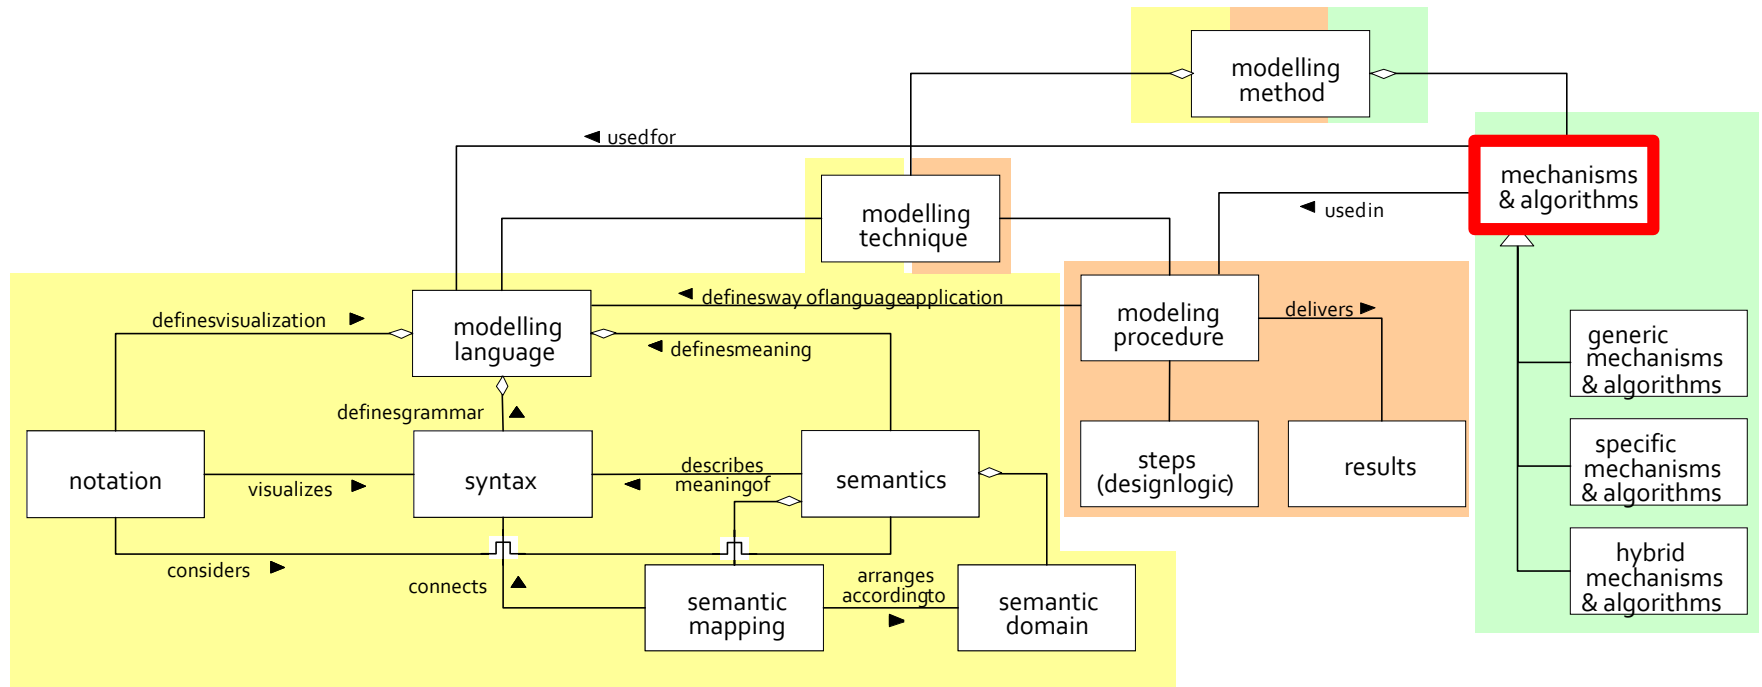 modelling
method
usedfor
mechanisms
& algorithms
modelling
technique
usedin
definesway oflanguageapplication
modeling
procedure
delivers
definesvisualization
modelling
language
definesmeaning
generic
mechanisms
& algorithms
definesgrammar
notation
visualizes
syntax
describes
meaningof
semantics
steps
(designlogic)
results
specific
mechanisms
& algorithms
considers
connects
semantic
mapping
arranges
accordingto
semantic
domain
hybrid
mechanisms
& algorithms